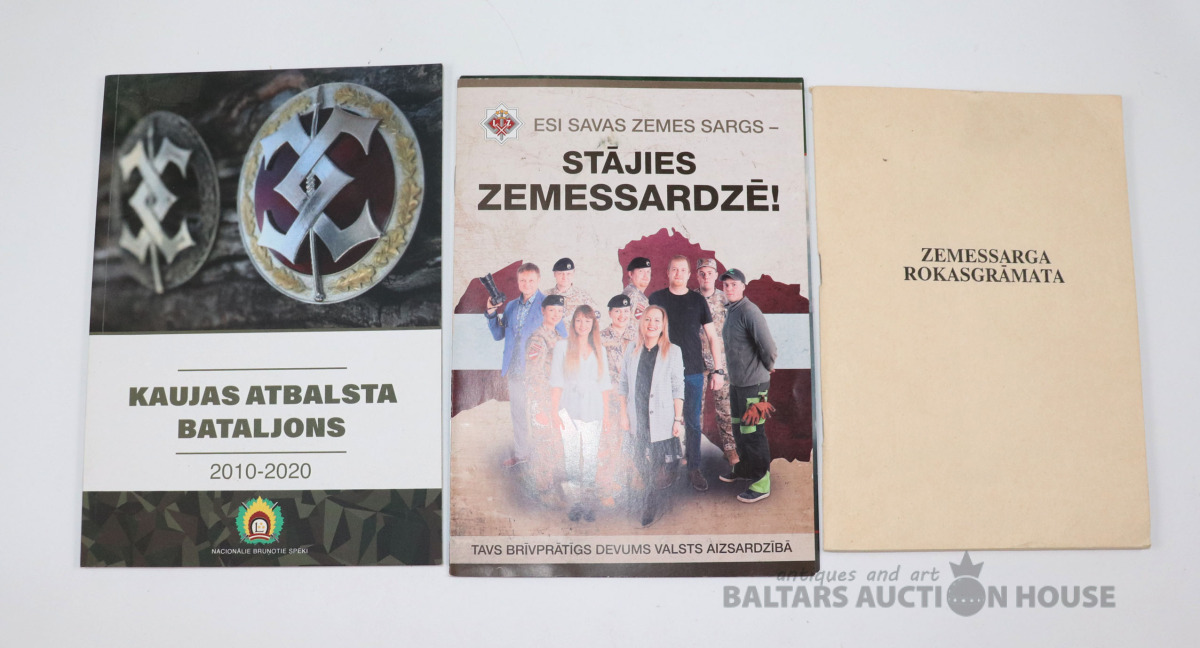 KAUJAS ATBALSTA
BATALJONS
2010-2020
NACIONĀLIE BRUŅOTIE SPĒKI
LZ
ESI SAVAS ZEMES SARGS –
STĀJIES
ZEMESSARDZĒ!
TAVS BRĪVPRĀTĪGS DEVUMS VALSTS AIZSARDZĪBĀ
ZEMESSARGA
ROKASGRĀMATA
antiques and art
BALTARS AUCTION HOUSE